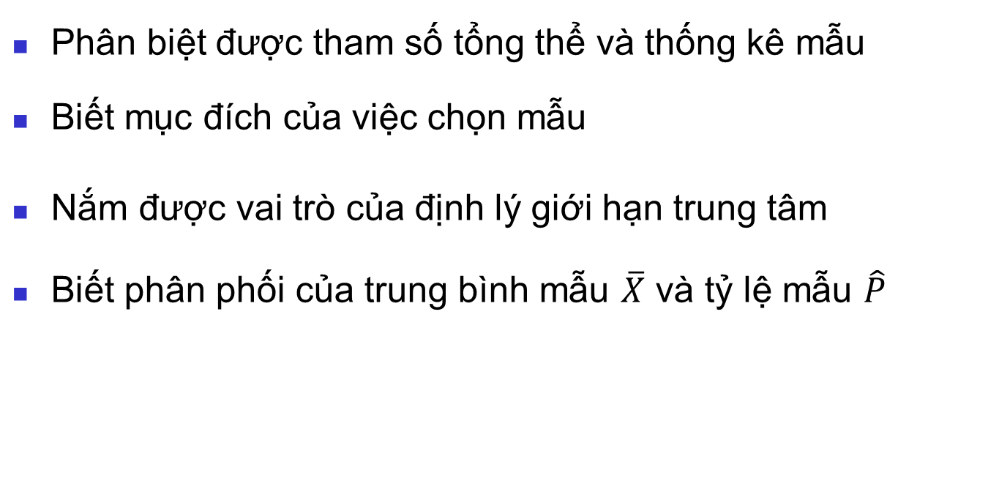 ▪ Phân biệt được tham số tổng thể và thống kê mẫu
▪ Biết mục đích của việc chọn mẫu
▪ Nắm được vai trò của định lý giới hạn trung tâm
▪ Biết phân phối của trung bình mẫu X̄ và tỷ lệ mẫu P̂